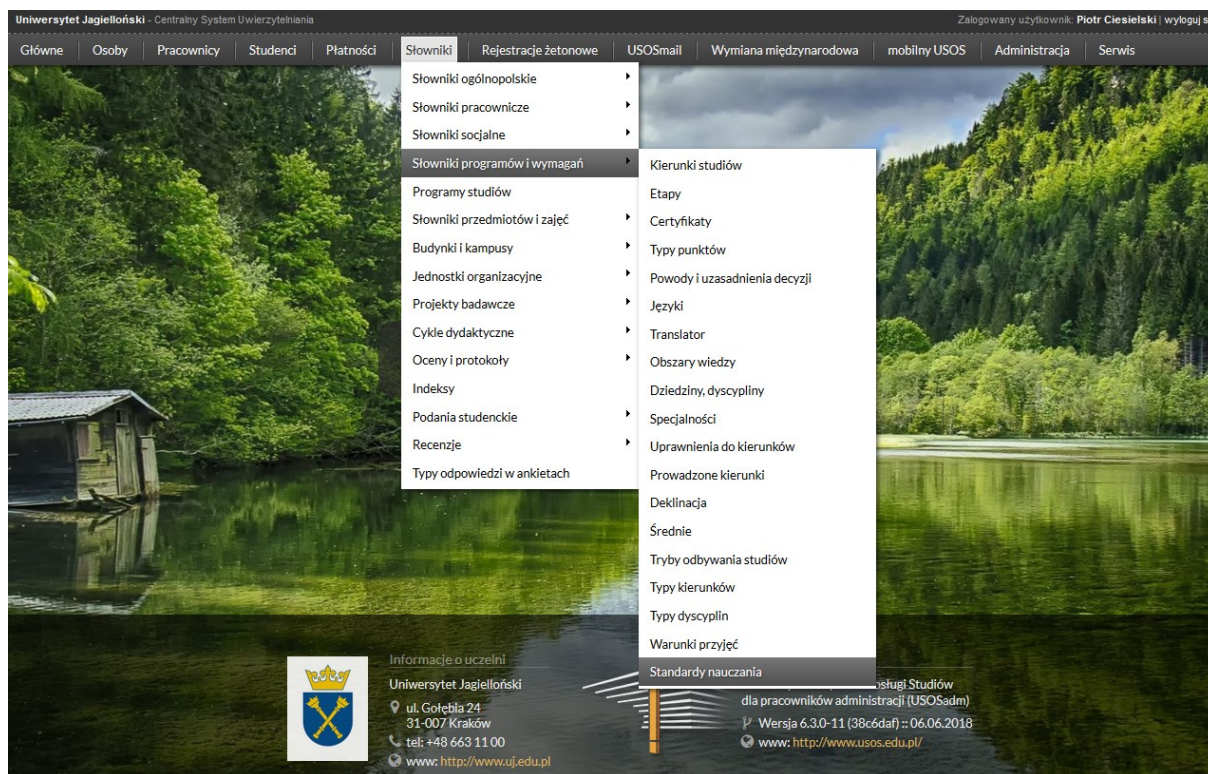 Uniwersytet Jagielloński - Centralny System Uwierzytelniania
Zalogowany użytkownik: Piotr Ciesielski | wyloguj s
Główne Osoby Pracownicy Studenci Płatności Słowniki Rejestracje żetonowe USOSmail Wymiana międzynarodowa mobilny USOS Administracja Serwis
Słowniki ogólnopolskie
Słowniki pracownicze
Słowniki socjalne
Słowniki programów i wymagań
Programy studiów
Słowniki przedmiotów i zajęć
Budynki i kampusy
Jednostki organizacyjne
Projekty badawcze
Cykle dydaktyczne
Oceny i protokoły
Indeksy
Podania studenckie
Recenzje
Typy odpowiedzi w ankietach
Kierunki studiów
Etapy
Certyfikaty
Typy punktów
Powody i uzasadnienia decyzji
Języki
Translator
Obszary wiedzy
Dziedziny, dyscypliny
Specjalności
Uprawnienia do kierunków
Prowadzone kierunki
Deklinacja
Średnie
Tryby odbywania studiów
Typy kierunków
Typy dyscyplin
Warunki przyjęć
Standardy nauczania
Informacje o uczelni
Uniwersytet Jagielloński
ul. Gołębia 24
31-007 Kraków
tel: +48 663 11 00
www: http://www.uj.edu.pl
Studiów
dla pracowników administracji (USOSadm)
Wersja 6.3.0-11 (38c6daf) :: 06.06.2018
www: http://www.usos.edu.pl/